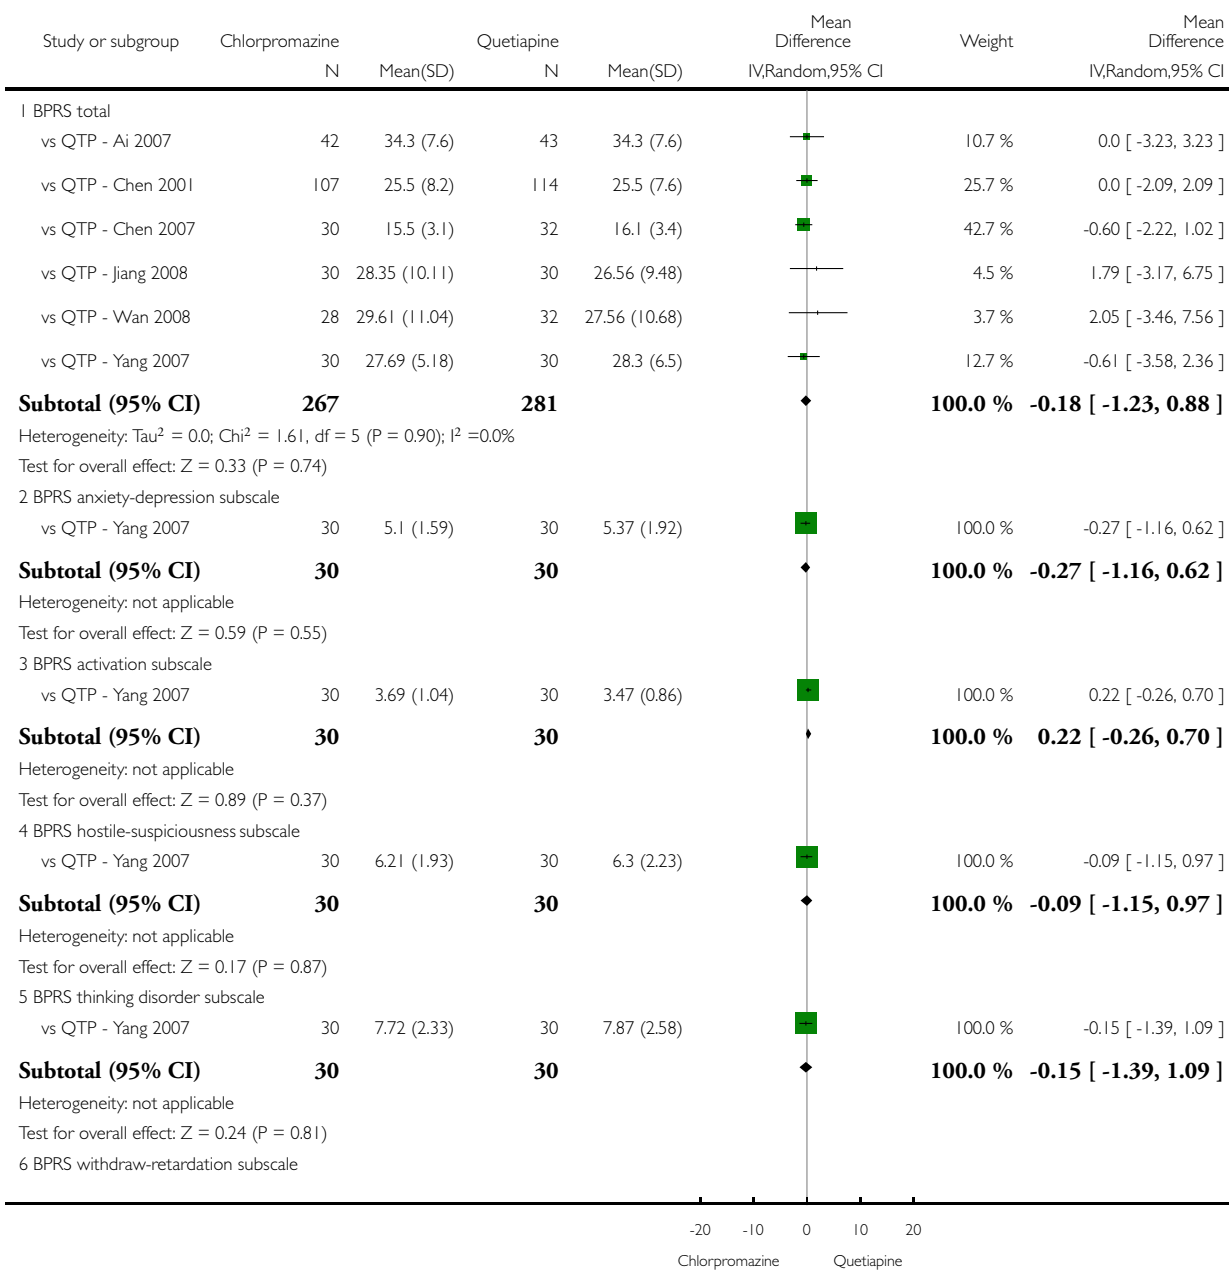 Study or subgroup Chlorpromazine Quetiapine Mean Difference Weight Mean Difference
N Mean(SD) N Mean(SD) IV,Random,95% CI IV,Random,95% CI
1 BPRS total
vs QTP - Ai 2007 42 34.3 (7.6) 43 34.3 (7.6) 10.7 % 0.0 [ -3.23, 3.23 ]
vs QTP - Chen 2001 107 25.5 (8.2) 114 25.5 (7.6) 25.7 % 0.0 [ -2.09, 2.09 ]
vs QTP - Chen 2007 30 15.5 (3.1) 32 16.1 (3.4) 42.7 % -0.60 [ -2.22, 1.02 ]
vs QTP - Jiang 2008 30 28.35 (10.11) 30 26.56 (9.48) 4.5 % 1.79 [ -3.17, 6.75 ]
vs QTP - Wan 2008 28 29.61 (11.04) 32 27.56 (10.68) 3.7 % 2.05 [ -3.46, 7.56 ]
vs QTP - Yang 2007 30 27.69 (5.18) 30 28.3 (6.5) 12.7 % -0.61 [ -3.58, 2.36 ]
Subtotal (95% CI) 267 281 100.0 % -0.18 [ -1.23, 0.88 ]
Heterogeneity: Tau² = 0.0; Chi² = 1.61, df = 5 (P = 0.90); I² =0.0%
Test for overall effect: Z = 0.33 (P = 0.74)
2 BPRS anxiety-depression subscale
vs QTP - Yang 2007 30 5.1 (1.59) 30 5.37 (1.92) 100.0 % -0.27 [ -1.16, 0.62 ]
Subtotal (95% CI) 30 30 100.0 % -0.27 [ -1.16, 0.62 ]
Heterogeneity: not applicable
Test for overall effect: Z = 0.59 (P = 0.55)
3 BPRS activation subscale
vs QTP - Yang 2007 30 3.69 (1.04) 30 3.47 (0.86) 100.0 % 0.22 [ -0.26, 0.70 ]
Subtotal (95% CI) 30 30 100.0 % 0.22 [ -0.26, 0.70 ]
Heterogeneity: not applicable
Test for overall effect: Z = 0.89 (P = 0.37)
4 BPRS hostile-suspiciousness subscale
vs QTP - Yang 2007 30 6.21 (1.93) 30 6.3 (2.23) 100.0 % -0.09 [ -1.15, 0.97 ]
Subtotal (95% CI) 30 30 100.0 % -0.09 [ -1.15, 0.97 ]
Heterogeneity: not applicable
Test for overall effect: Z = 0.17 (P = 0.87)
5 BPRS thinking disorder subscale
vs QTP - Yang 2007 30 7.72 (2.33) 30 7.87 (2.58) 100.0 % -0.15 [ -1.39, 1.09 ]
Subtotal (95% CI) 30 30 100.0 % -0.15 [ -1.39, 1.09 ]
Heterogeneity: not applicable
Test for overall effect: Z = 0.24 (P = 0.81)
6 BPRS withdraw-retardation subscale
-20 -10 0 10 20
Chlorpromazine Quetiapine